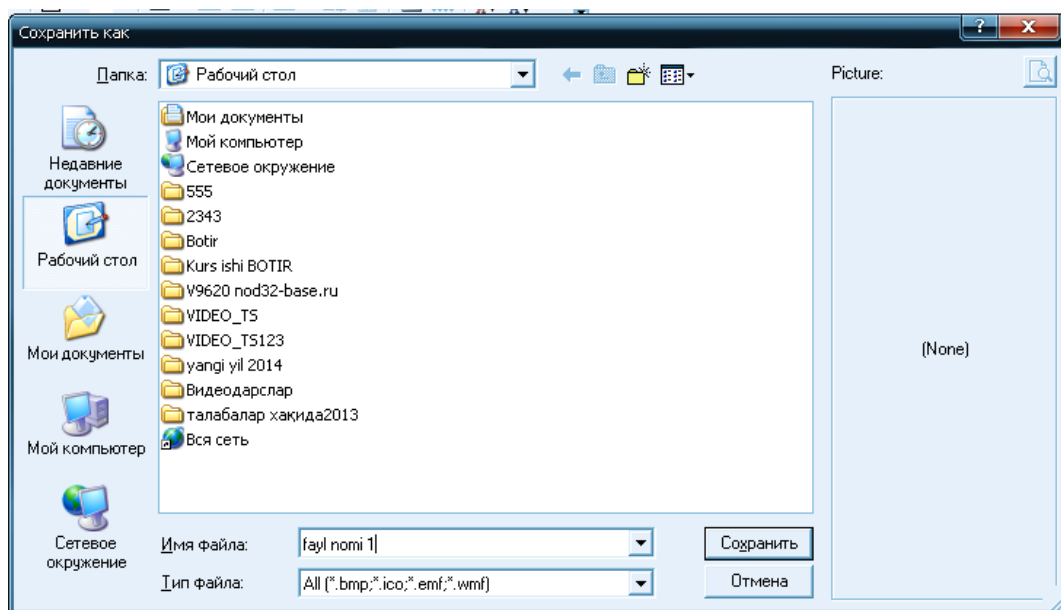 Сохранить как
Папка:
Рабочий стол
Picture:
Недавние
документы
Рабочий стол
Мои документы
Мой компьютер
Сетевое
окружение
Мои документы
Мой компьютер
Сетевое окружение
555
2343
Botir
Kurs ishi BOTIR
V9620 nod32-base.ru
VIDEO_TS
VIDEO_TS123
yangi yil 2014
Видеодарслар
талабалар хақида2013
Вся сеть
(None)
Имя файла:
fayl nomi 1
Сохранить
Тип файла:
All (*.bmp;*.ico;*.emf;*.wmf)
Отмена